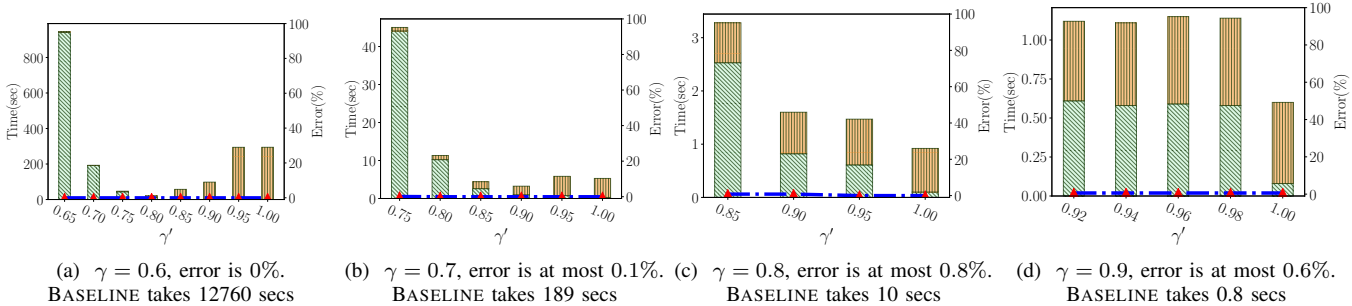 Time(sec)
800
600
400
200
0
100
80
60
40
20
0
Error(%)
0.65 0.70 0.75 0.80 0.85 0.90 0.95 1.00
γ′
(a) γ = 0.6, error is 0%.
BASELINE takes 12760 secs
Time(sec)
40
30
20
10
0
100
80
60
40
20
0
Error(%)
0.75 0.80 0.85 0.90 0.95 1.00
γ′
(b) γ = 0.7, error is at most 0.1%.
BASELINE takes 189 secs
Time(sec)
3
2
1
0
100
80
60
40
20
0
Error(%)
0.85 0.90 0.95 1.00
γ′
(c) γ = 0.8, error is at most 0.8%.
BASELINE takes 10 secs
Time(sec)
1.00
0.75
0.50
0.25
0.00
100
80
60
40
20
0
Error(%)
0.92 0.94 0.96 0.98 1.00
γ′
(d) γ = 0.9, error is at most 0.6%.
BASELINE takes 0.8 secs